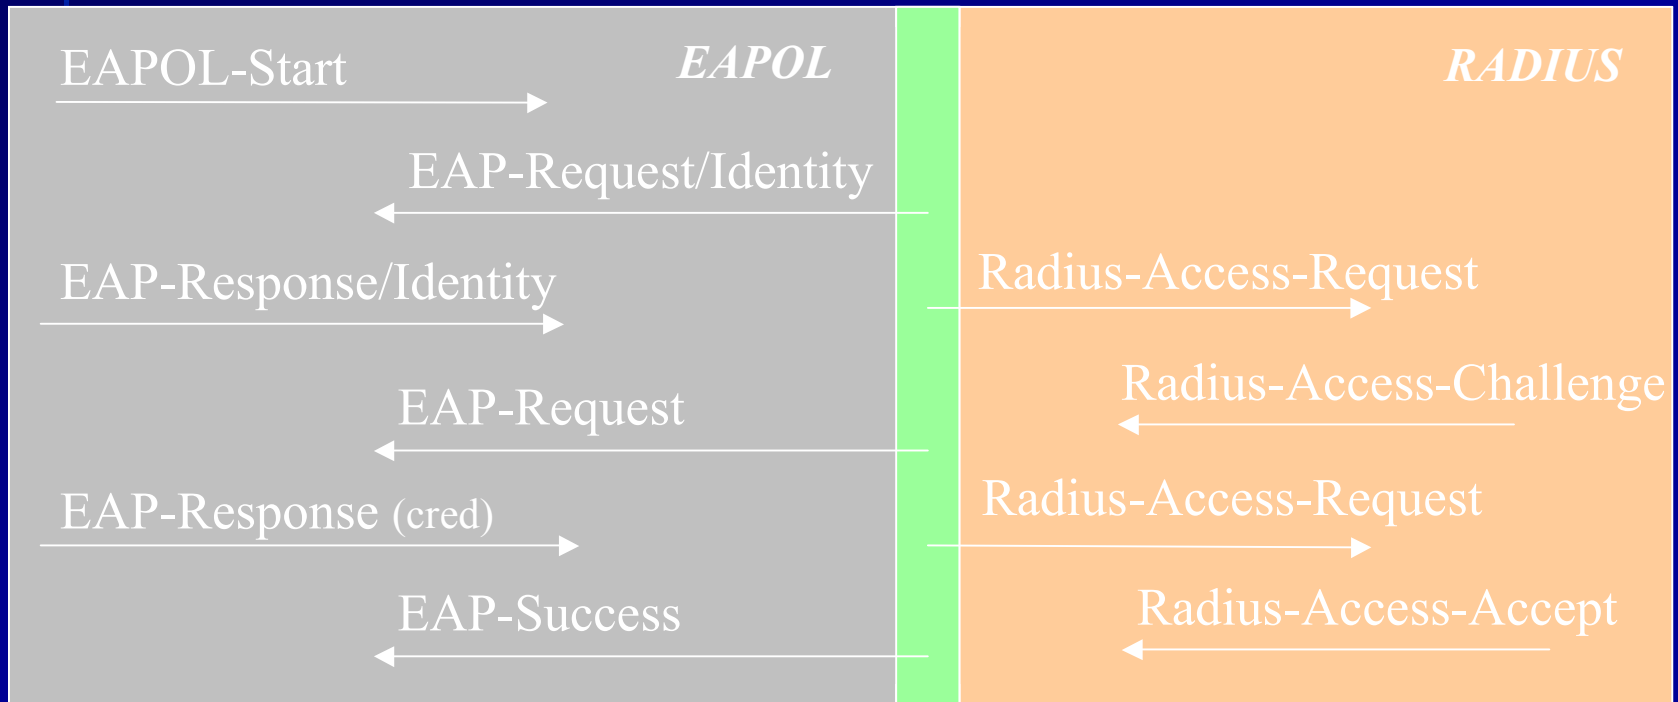 EAPOL-Start
EAPOL
RADIUS
EAP-Request/Identity
EAP-Response/Identity
Radius-Access-Request
EAP-Request
Radius-Access-Challenge
EAP-Response (cred)
Radius-Access-Request
EAP-Success
Radius-Access-Accept